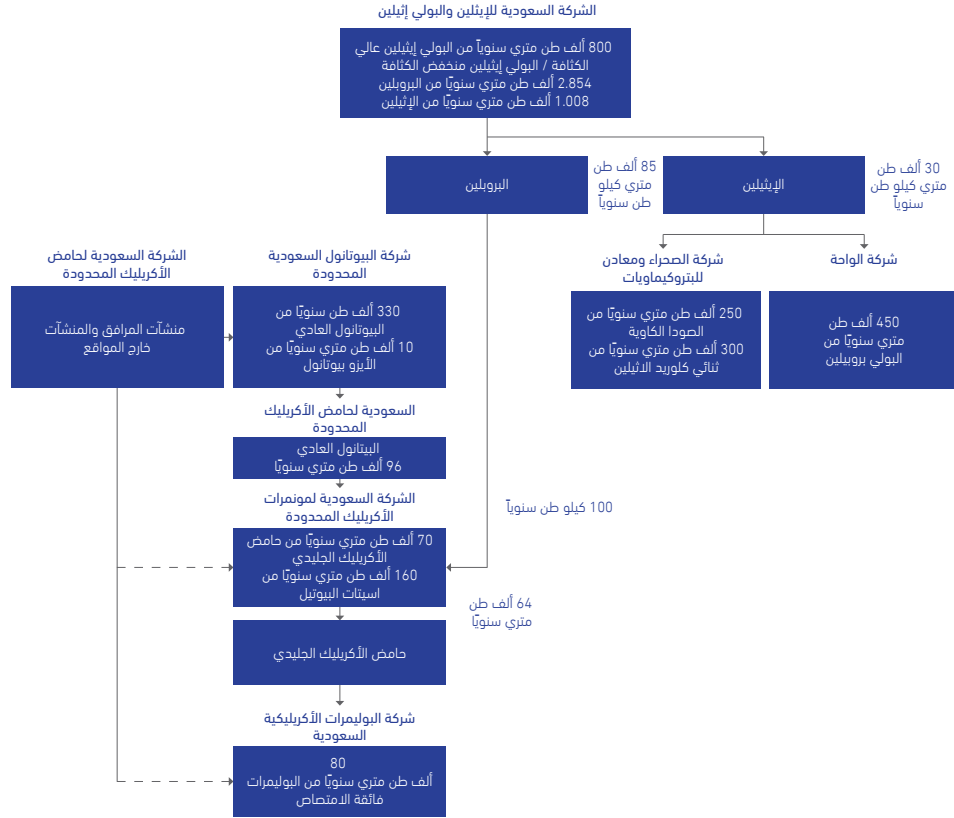 الشركة السعودية للإيثلين والبولي إثيلين
800 ألف طن متري سنوياً من البولي إيثيلين عالي
الكثافة / البولي إيثيلين منخفض الكثافة
2.854 ألف طن متري سنويًا من البروبلين
1.008 ألف طن متري سنويًا من الإثيلين
الإيثيلين
30 ألف طن
متري كيلو طن
سنوياً
البروبلين
85 ألف طن
متري كيلو
طن سنوياً
شركة الواحة
450 ألف طن
متري سنويًا من
البولي بروبيلين
شركة الصحراء ومعادن
للبتروكيماويات
250 ألف طن متري سنويًا من
الصودا الكاوية
300 ألف طن متري سنويًا من
ثنائي كلوريد الاثيلين
شركة البيوتانول السعودية
المحدودة
330 ألف طن سنويًا من
البيوتانول العادي
10 ألف طن متري سنويًا من
الأيزو بيوتانول
الشركة السعودية لحامض
الأكريليك المحدودة
منشآت المرافق والمنشآت
خارج المواقع
السعودية لحامض الأكريليك
المحدودة
البيتانول العادي
96 ألف طن متري سنويًا
الشركة السعودية لمونمرات
الأكريليك المحدودة
70 ألف طن متري سنويًا من حامض
الأكريليك الجليدي
160 ألف طن متري سنويًا من
اسيتات البيوتيل
100 كيلو طن سنوياً
64 ألف طن
متري سنويًا
حامض الأكريليك الجليدي
شركة البوليمرات الأكريليكية
السعودية
80
ألف طن متري سنويًا من البوليمرات
فائقة الامتصاص